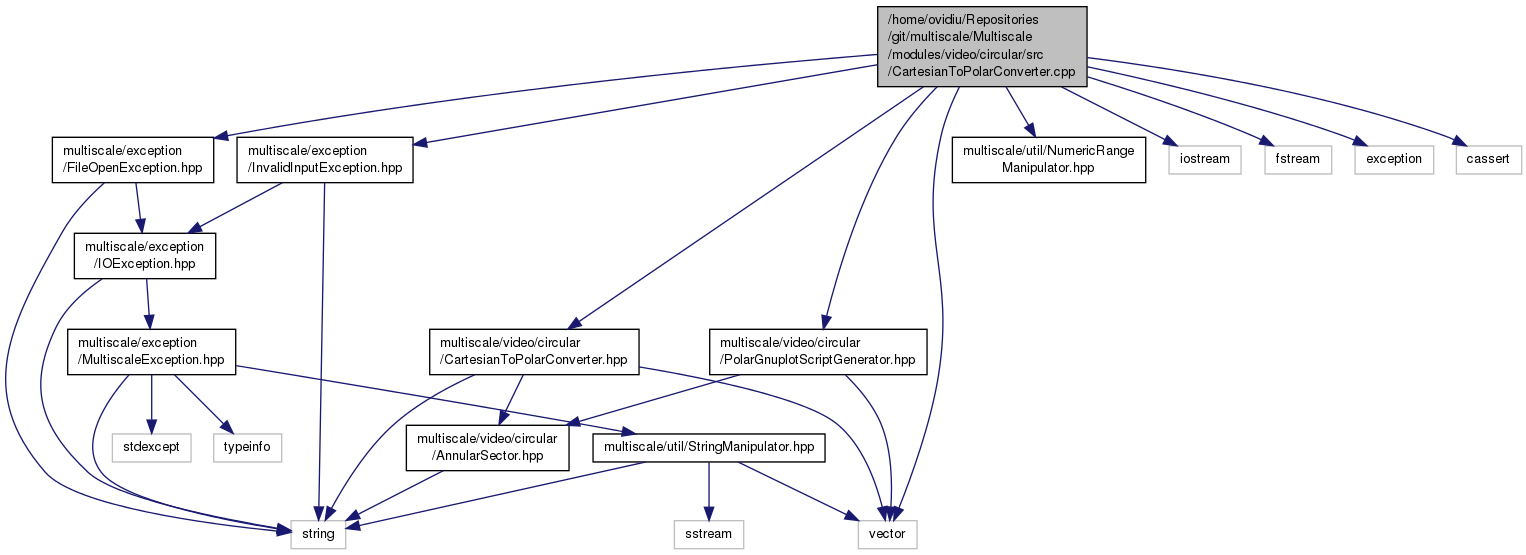 /home/ovidiu/Repositories
/git/multiscale/Multiscale
/modules/video/circular/src
/CartesianToPolarConverter.cpp
multiscale/exception
/FileOpenException.hpp
multiscale/exception
/InvalidInputException.hpp
multiscale/util/NumericRange
Manipulator.hpp
iostream
fstream
exception
cassert
multiscale/exception
/IOException.hpp
multiscale/exception
/MultiscaleException.hpp
multiscale/video/circular
/CartesianToPolarConverter.hpp
multiscale/video/circular
/PolarGnuplotScriptGenerator.hpp
stdexcept
typeinfo
multiscale/video/circular
/AnnularSector.hpp
multiscale/util/StringManipulator.hpp
string
sstream
vector